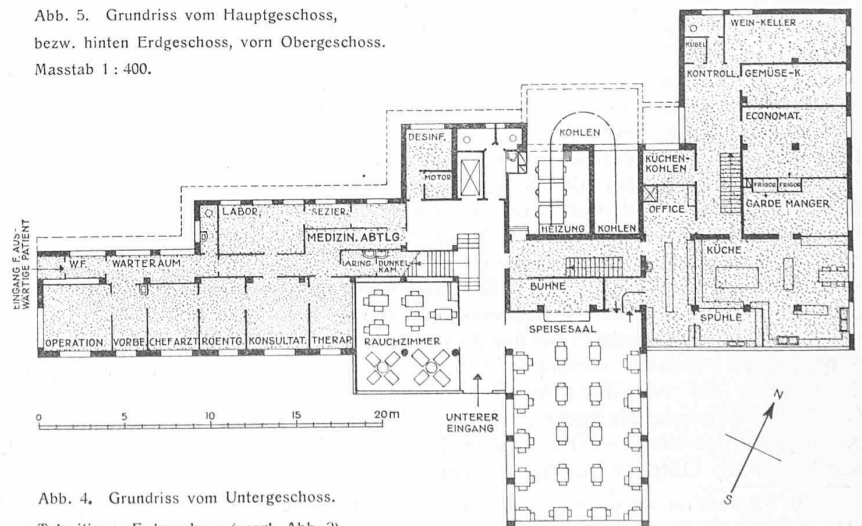 Abb. 5. Grundriss vom Hauptgeschoss,
bezw. hinten Erdgeschoss, vorn Obergeschoss.
Masstab 1 : 400.
WEIN-KELLER
KÜBEL
KONTROLL.
GEMÜSE-K.
ECONOMAT.
DESINF.
MOTOR
KOHLEN
KÜCHEN-
KOHLEN
FRIGOR
FRIGOR
GARDE MANGER
OFFICE
HEIZUNG
KOHLEN
LABOR.
SEZIER.
MEDIZIN. ABTLG.
EINGANG F. AUS-
WÄRTIGE PATIENT
W.F.
WARTERAUM
LARING.
DUNKEL-
KAM.
KÜCHE
BÜHNE
SPÜHLE
SPEISESAAL
OPERATION.
VORBE.
CHEFARZT
ROENTG.
KONSULTAT.
THERAP.
RAUCHZIMMER
UNTERER
EINGANG
0 5 10 15 20 m
N
S
Abb. 4. Grundriss vom Untergeschoss.